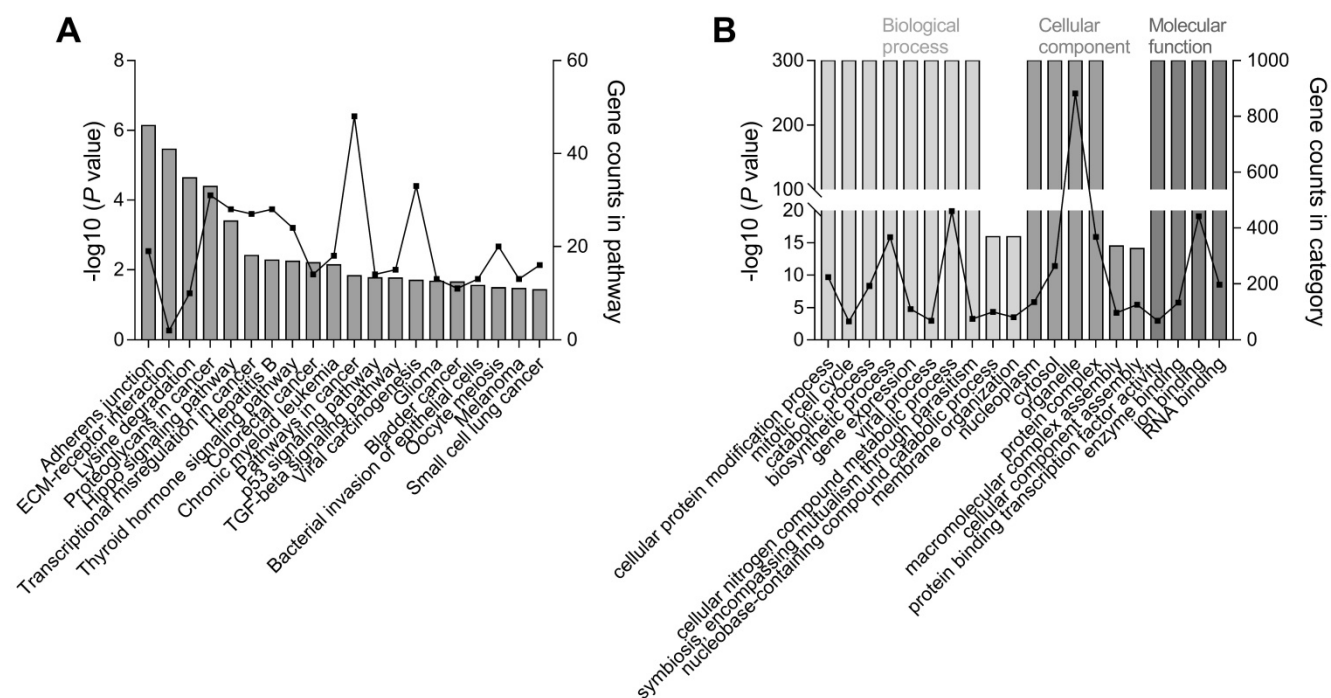 A
8
6
4
2
0
-log10 (P value)
60
40
20
0
Gene counts in pathway
Adherens junction
ECM-receptor interaction
Lysine degradation
Proteoglycans in cancer
Hippo signaling pathway
Transcriptional misregulation in cancer
Hepatitis B
Thyroid hormone signaling pathway
Colorectal cancer
Chronic myeloid leukemia
Pathways in cancer
p53 signaling pathway
TGF-beta signaling pathway
Viral carcinogenesis
Glioma
Bladder cancer
Bacterial invasion of epithelial cells
Oocyte meiosis
Melanoma
Small cell lung cancer
B
Biological
process
Cellular
component
Molecular
function
300
200
100
20
15
10
5
0
-log10 (P value)
1000
800
600
400
200
0
Gene counts in category
cellular protein modification process
mitotic cell cycle
catabolic process
biosynthetic process
gene expression
viral process
cellular nitrogen compound metabolic process
symbiosis, encompassing mutualism through parasitism
nucleobase-containing compound catabolic process
membrane organization
nucleoplasm
cytosol
organelle
protein complex
macromolecular complex assembly
cellular component assembly
protein binding transcription factor activity
enzyme binding
ion binding
RNA binding